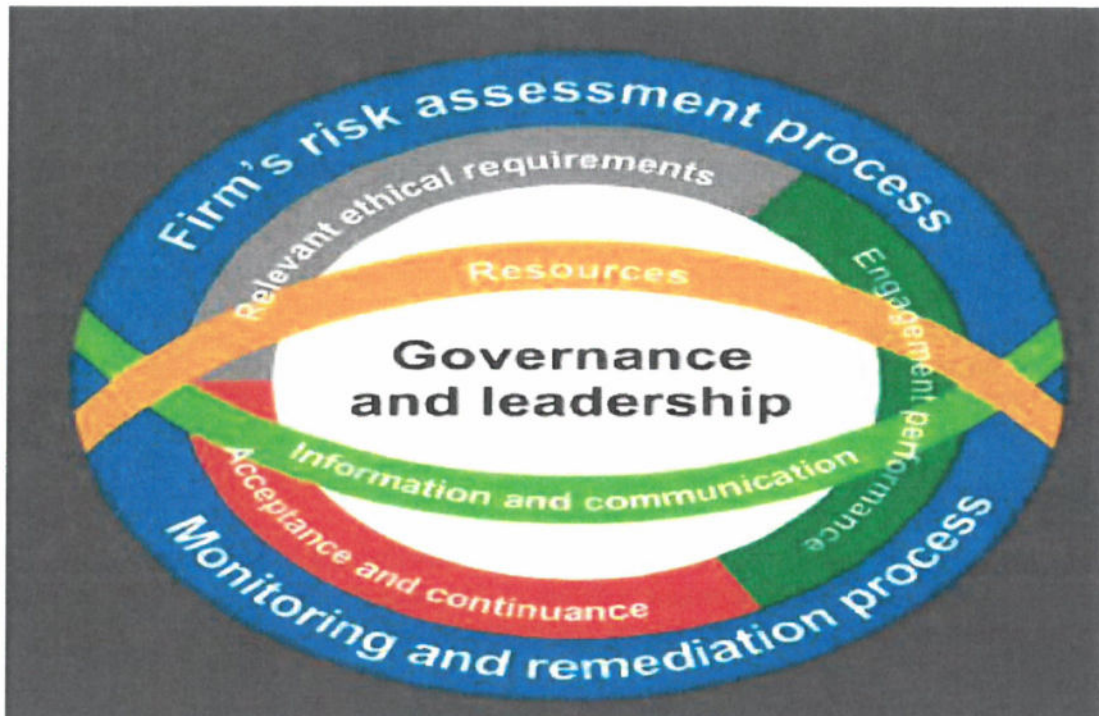 Firm's risk assessment process
Relevant ethical requirements
Engagement performance
Resources
Governance
and leadership
Information and communication
Acceptance and continuance
Monitoring and remediation process